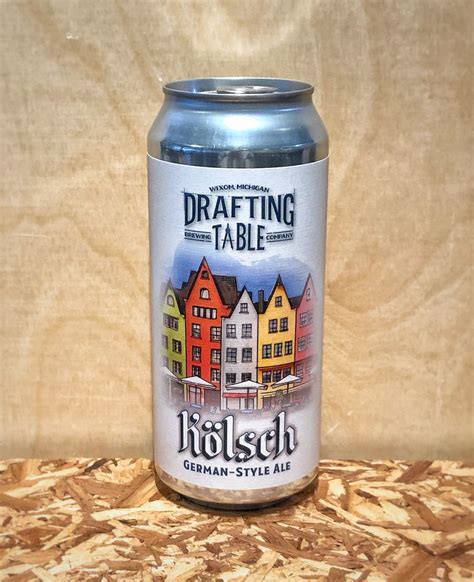 WIXOM, MICHIGAN
DRAFTING
BREWING TABLE COMPANY
Kölsch
GERMAN-STYLE ALE